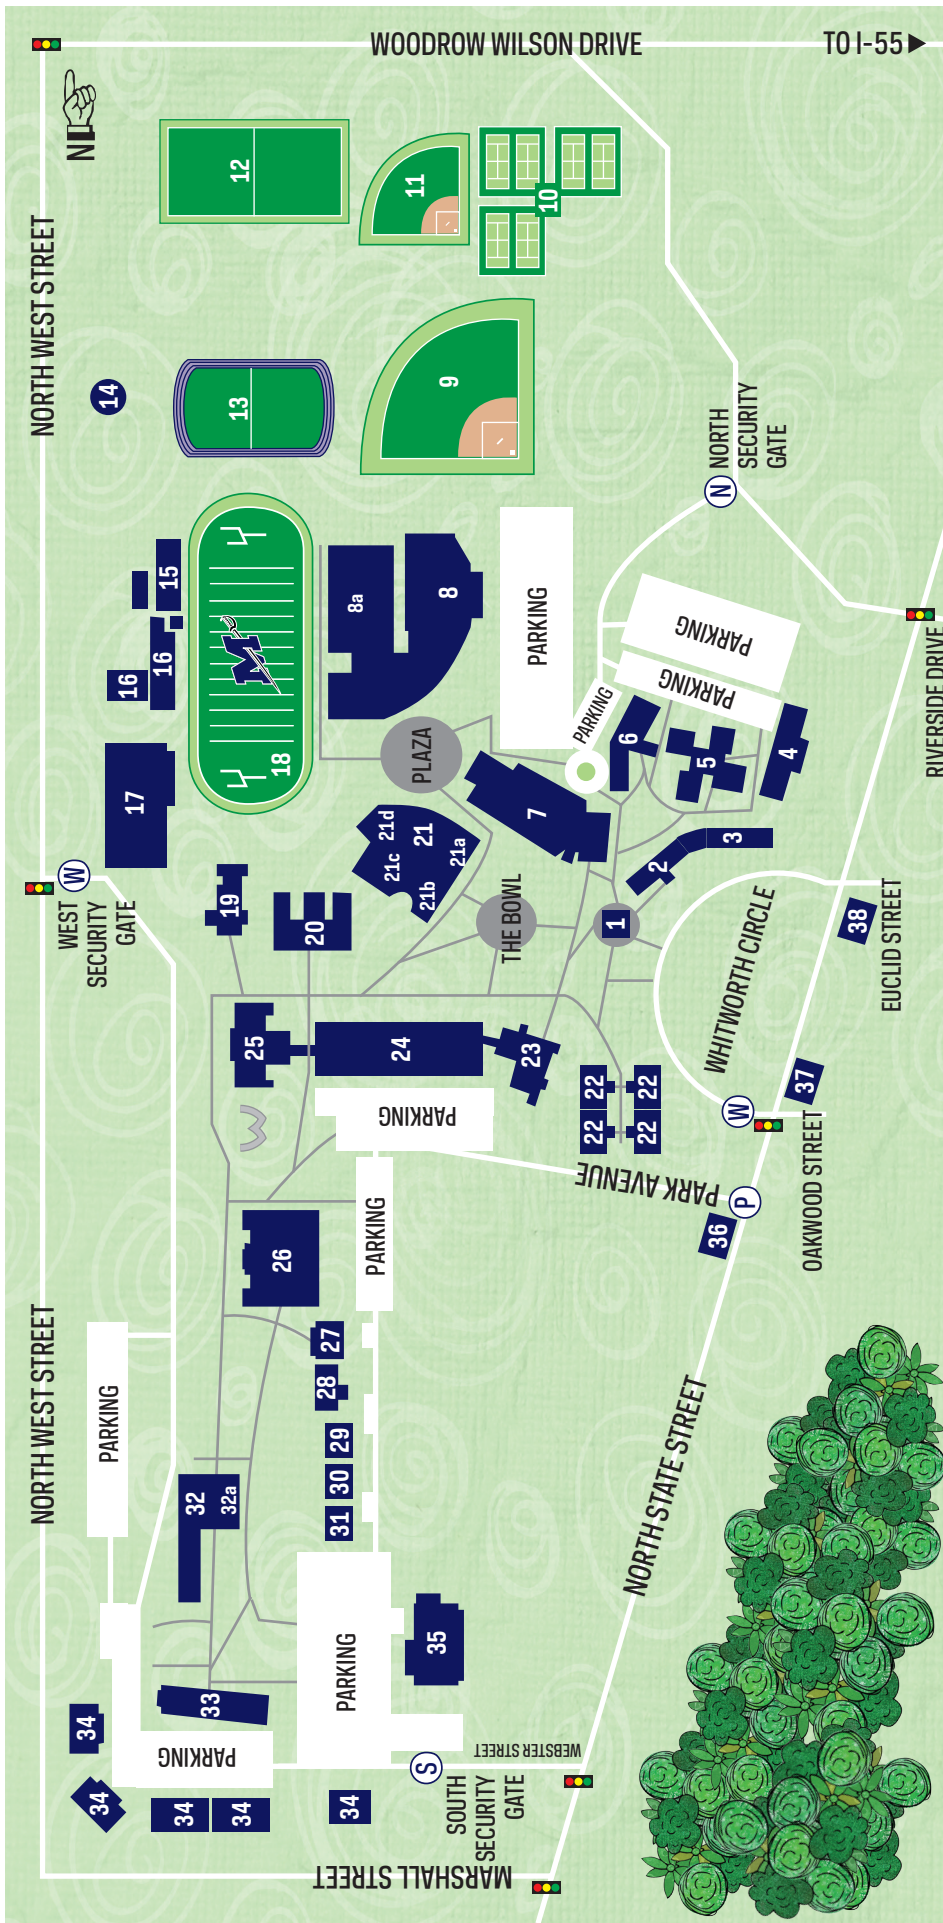 WOODROW WILSON DRIVE
TO I-55
N
NORTH WEST STREET
12
11
10
14
13
9
NORTH
SECURITY
GATE
N
15
16
16
17
18
M
8a
8
PARKING
PARKING
PARKING
PARKING
PLAZA
6
5
4
7
3
2
RIVERSIDE DRIVE
W
WEST
SECURITY
GATE
19
20
21
21a
21b
21c
21d
THE BOWL
1
WHITWORTH CIRCLE
38
EUCLID STREET
25
24
23
22
22
22
22
37
W
OAKWOOD STREET
PARKING
PARK AVENUE
P
36
26
PARKING
27
28
29
30
31
NORTH WEST STREET
PARKING
32
32a
NORTH STATE STREET
33
PARKING
35
34
PARKING
34
34
34
34
S
SOUTH
SECURITY
GATE
WEBSTER STREET
MARSHALL STREET